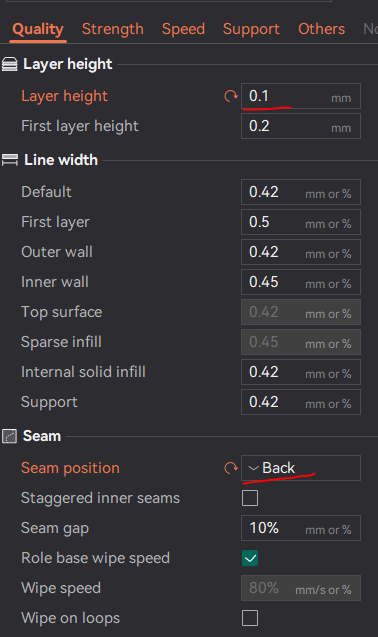 Quality Strength Speed Support Others No
Layer height
Layer height 0.1 mm
First layer height 0.2 mm
Line width
Default 0.42 mm or %
First layer 0.5 mm or %
Outer wall 0.42 mm or %
Inner wall 0.45 mm or %
Top surface 0.42 mm or %
Sparse infill 0.45 mm or %
Internal solid infill 0.42 mm or %
Support 0.42 mm or %
Seam
Seam position Back
Staggered inner seams
Seam gap 10% mm or %
Role base wipe speed
Wipe speed 80% mm/s or %
Wipe on loops